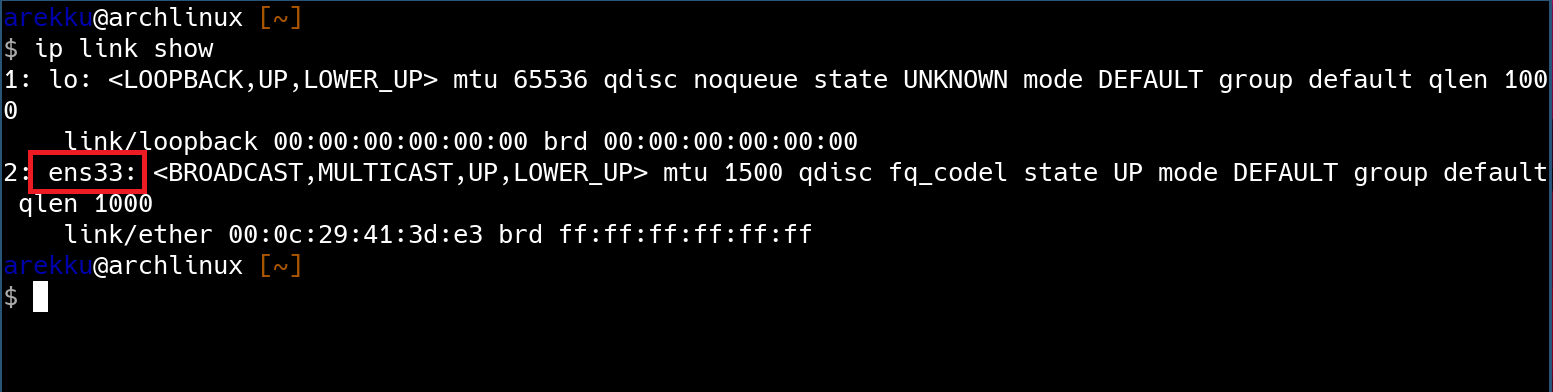 arekku@archlinux [~]
$ ip link show
1: lo: <LOOPBACK,UP,LOWER_UP> mtu 65536 qdisc noqueue state UNKNOWN mode DEFAULT group default qlen 100
0
    link/loopback 00:00:00:00:00:00 brd 00:00:00:00:00:00
2: ens33: <BROADCAST,MULTICAST,UP,LOWER_UP> mtu 1500 qdisc fq_codel state UP mode DEFAULT group default
 qlen 1000
    link/ether 00:0c:29:41:3d:e3 brd ff:ff:ff:ff:ff:ff
arekku@archlinux [~]
$